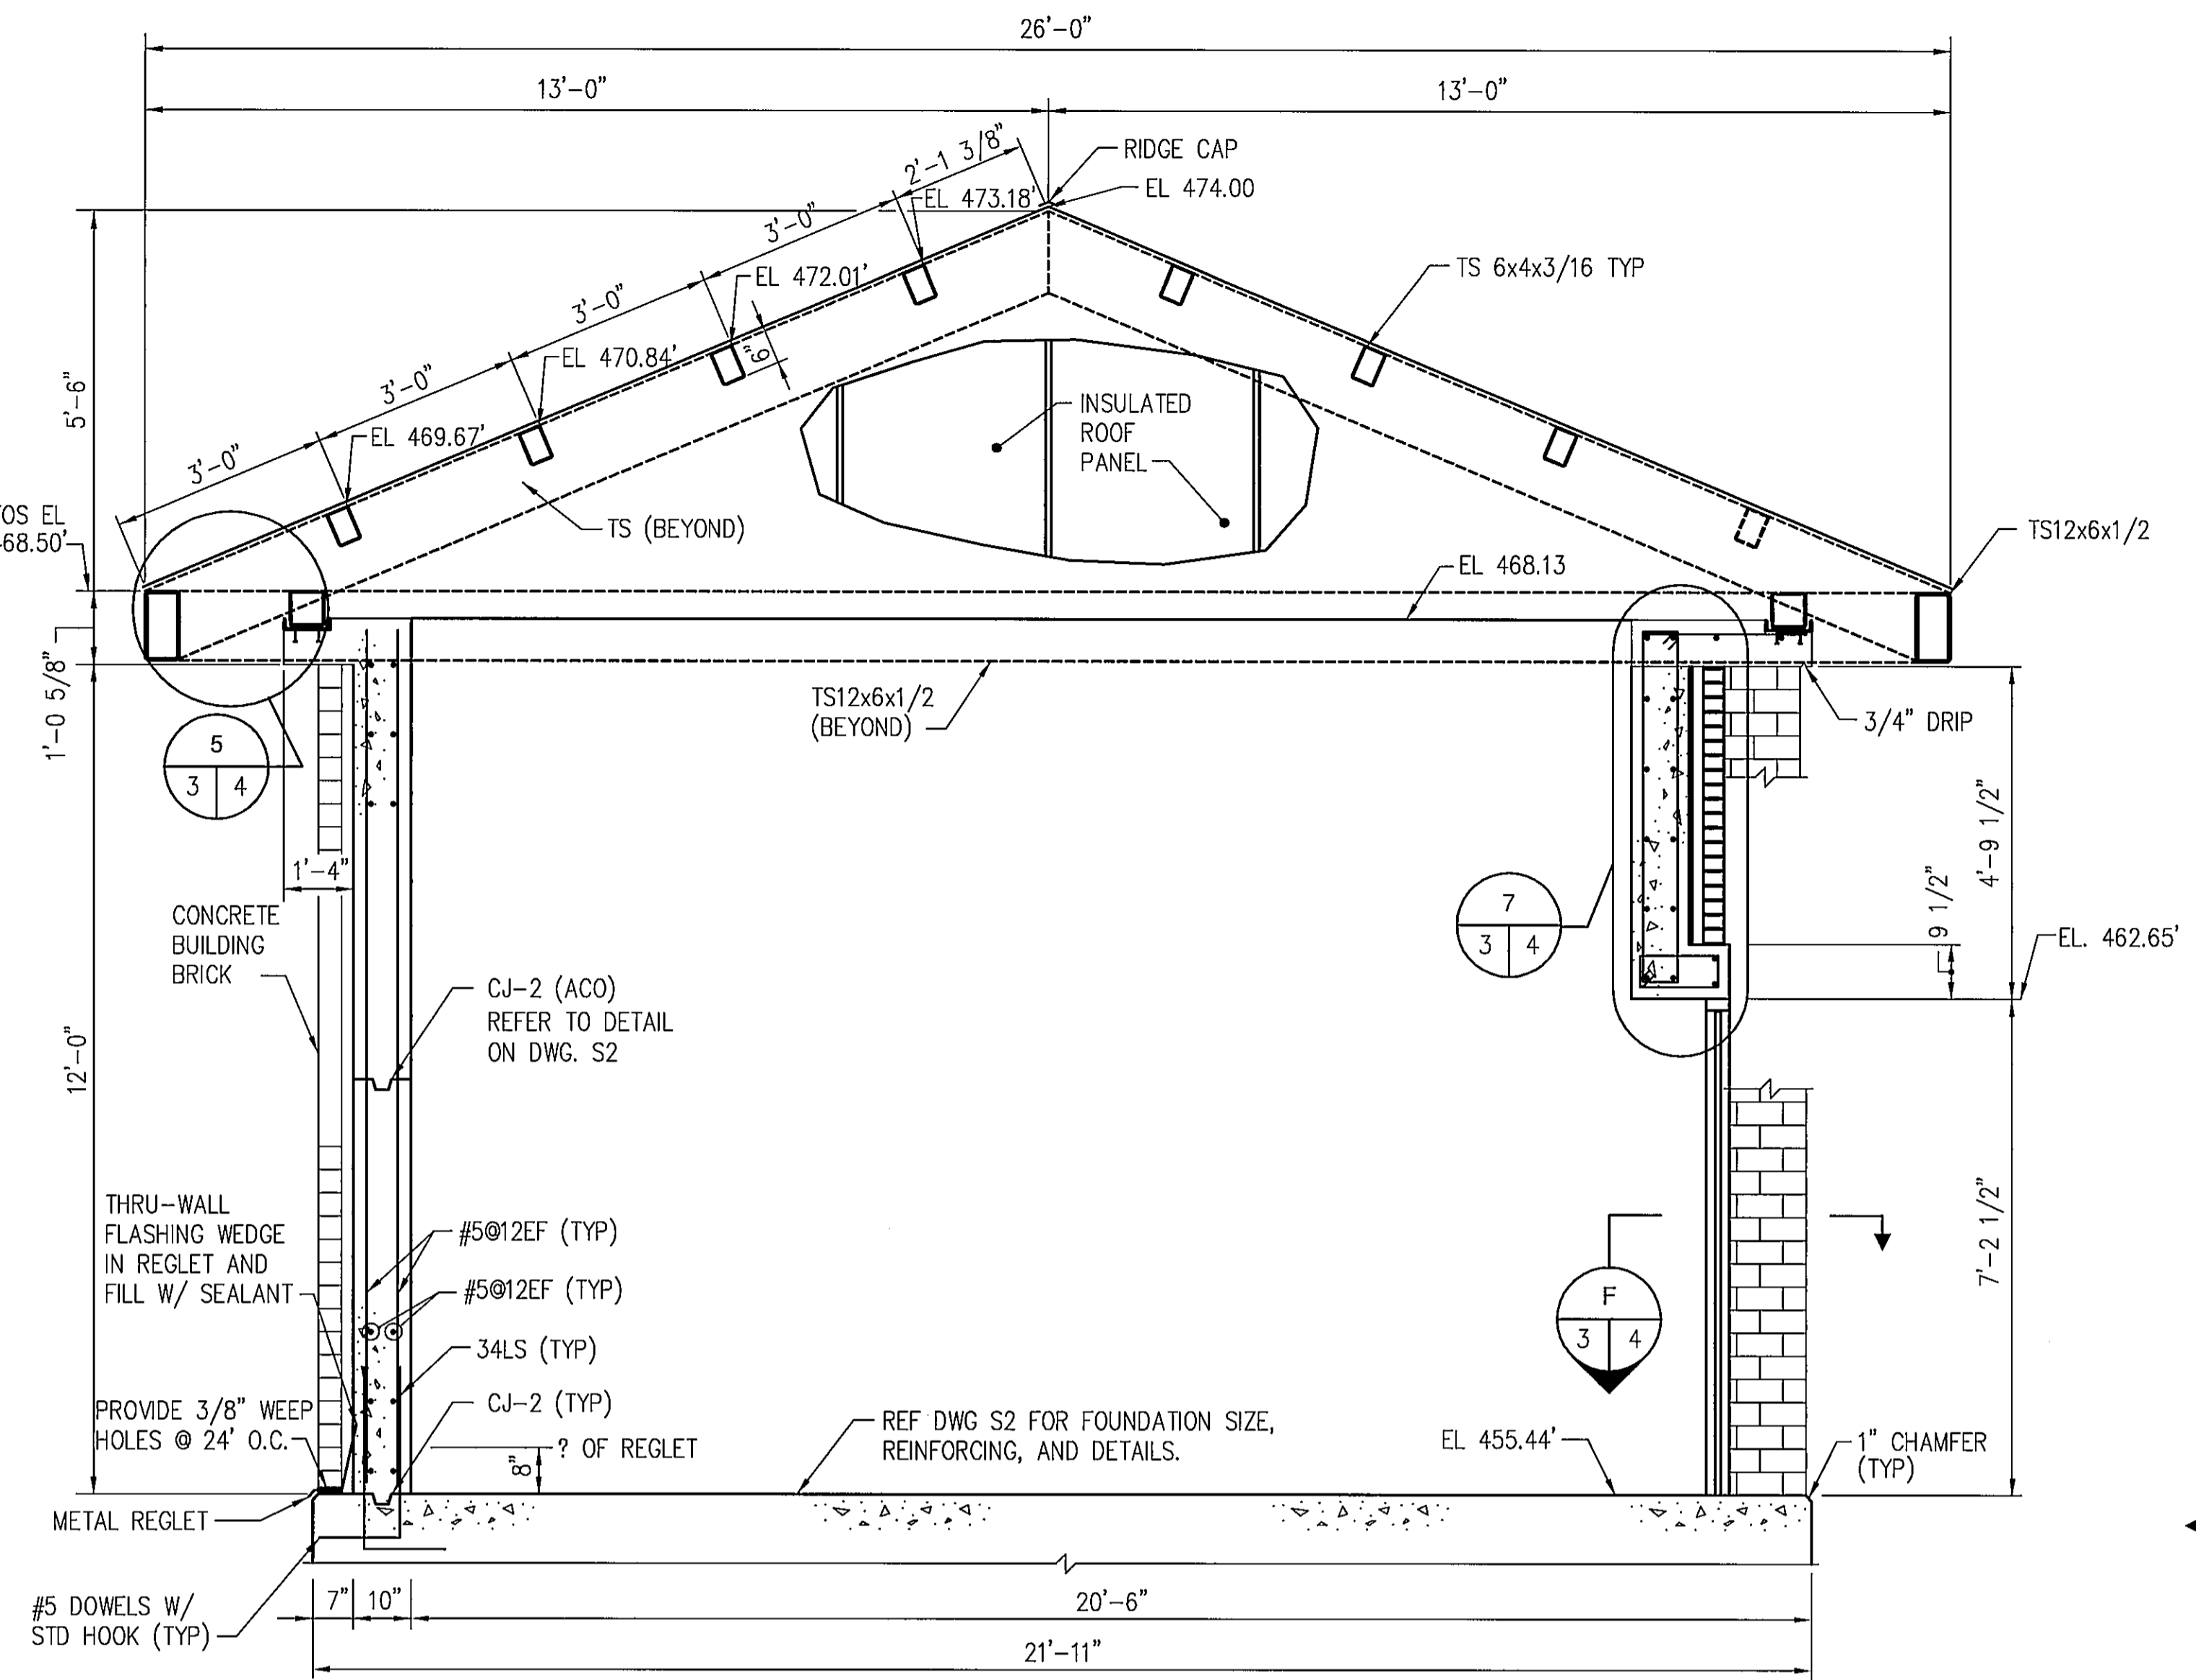 26'-0"
13'-0"
13'-0"
2'-1 3/8"
RIDGE CAP
EL 474.00
EL 473.18'
3'-0"
EL 472.01'
TS 6x4x3/16 TYP
3'-0"
6"
EL 470.84'
5'-6"
3'-0"
INSULATED
ROOF
PANEL
EL 469.67'
3'-0"
TS (BEYOND)
OS EL
68.50'
TS12x6x1/2
EL 468.13
1'-0 5/8"
TS12x6x1/2
(BEYOND)
3/4" DRIP
5
3 4
4'-9 1/2"
1'-4"
7
3 4
9 1/2"
CONCRETE
BUILDING
BRICK
EL. 462.65'
CJ-2 (ACO)
REFER TO DETAIL
ON DWG. S2
12'-0"
THRU-WALL
FLASHING WEDGE
IN REGLET AND
FILL W/ SEALANT
#5@12EF (TYP)
7'-2 1/2"
#5@12EF (TYP)
F
3 4
34LS (TYP)
CJ-2 (TYP)
PROVIDE 3/8" WEEP
HOLES @ 24' O.C.
? OF REGLET
8"
REF DWG S2 FOR FOUNDATION SIZE,
REINFORCING, AND DETAILS.
EL 455.44'
1" CHAMFER
(TYP)
METAL REGLET
#5 DOWELS W/
STD HOOK (TYP)
7"
10"
20'-6"
21'-11"